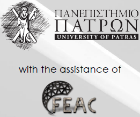 ΠΑΝΕΠΙΣΤΗΜΙΟ
ΠΑΤΡΩΝ
UNIVERSITY OF PATRAS
with the assistance of
FEAC